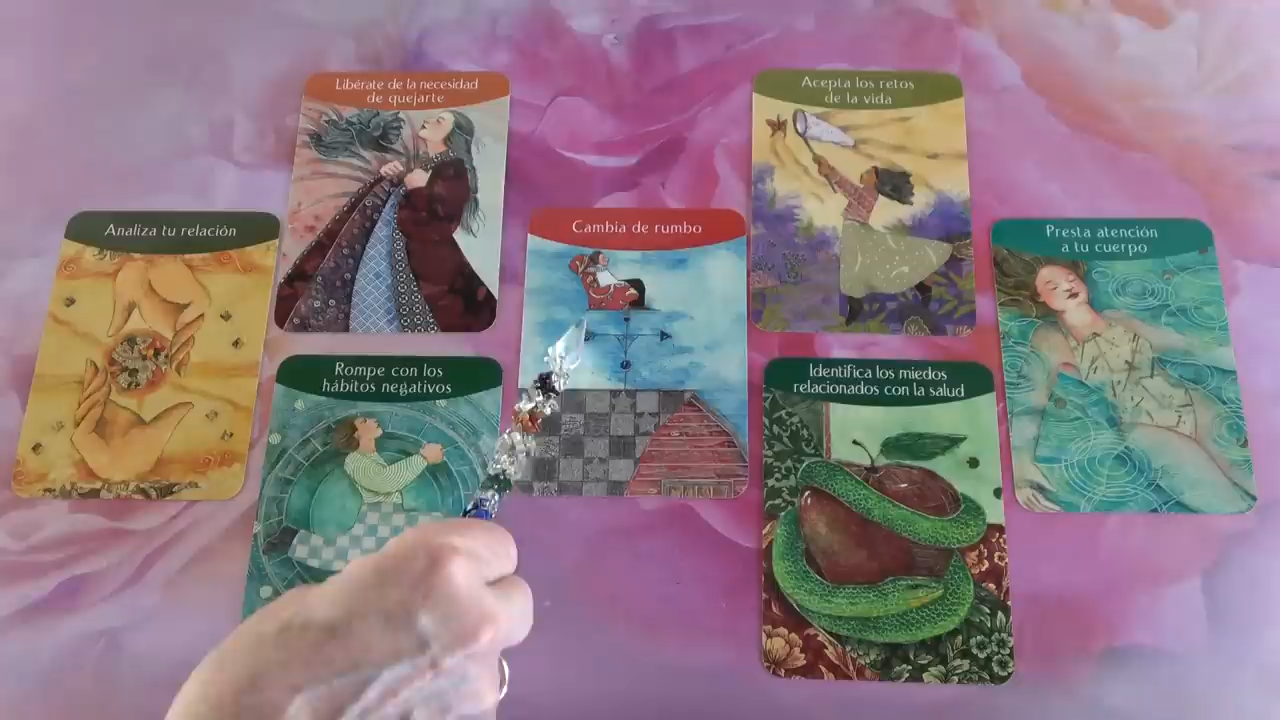 Libérate de la necesidad
de quejarte
Acepta los retos
de la vida
Analiza tu relación
Cambia de rumbo
Presta atención
a tu cuerpo
Rompe con los
hábitos negativos
Identifica los miedos
relacionados con la salud